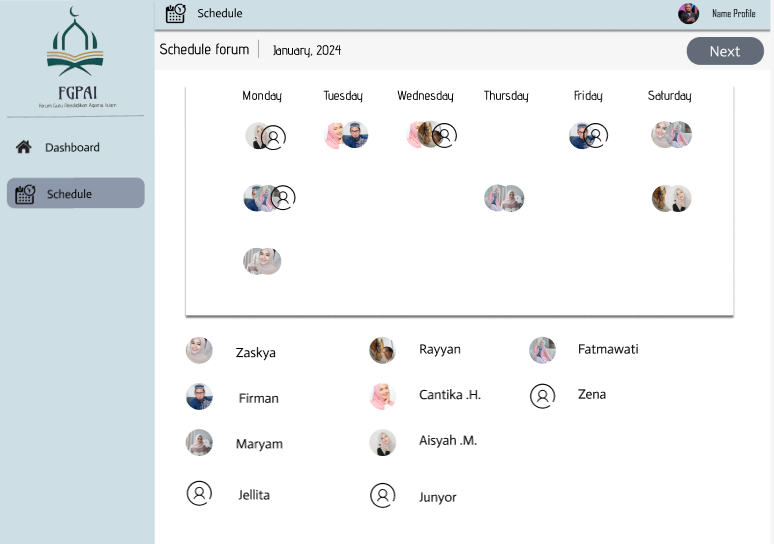 Schedule
Name Profile
Schedule forum
January, 2024
Next
FGPAI
Forum Guru Pendidikan Agama Islam
Dashboard
Schedule
Monday Tuesday Wednesday Thursday Friday Saturday
Zaskya Rayyan Fatmawati
Firman Cantika .H. Zena
Maryam Aisyah .M.
Jellita Junyor